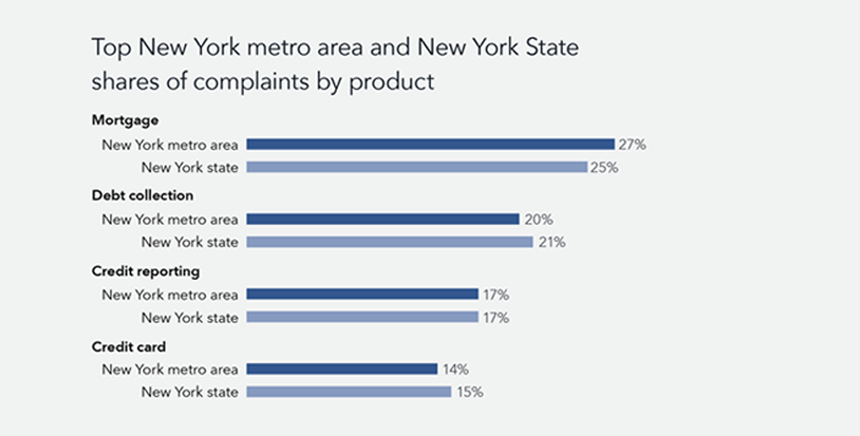 Top New York metro area and New York State
shares of complaints by product
Mortgage
New York metro area 27%
New York state 25%
Debt collection
New York metro area 20%
New York state 21%
Credit reporting
New York metro area 17%
New York state 17%
Credit card
New York metro area 14%
New York state 15%